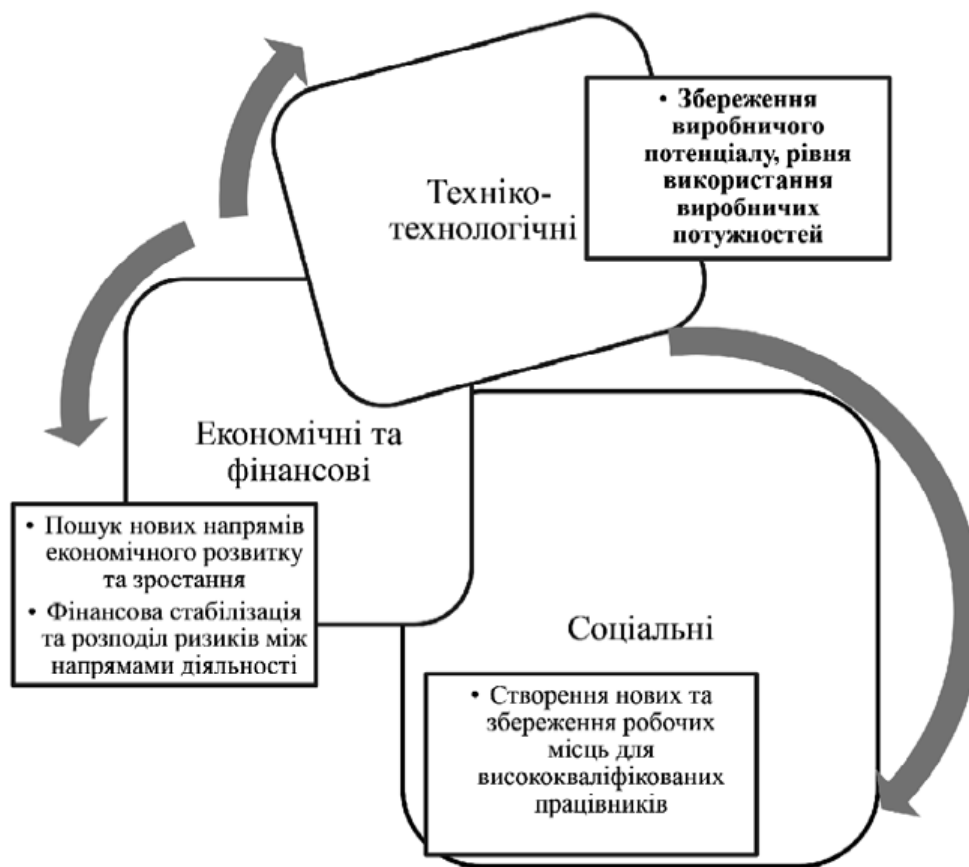 Техніко-
технологічні
• Збереження
виробничого
потенціалу, рівня
використання
виробничих
потужностей
Економічні та
фінансові
• Пошук нових напрямів
економічного розвитку
та зростання
• Фінансова стабілізація
та розподіл ризиків між
напрямами діяльності
Соціальні
• Створення нових та
збереження робочих
місць для
висококваліфікованих
працівників